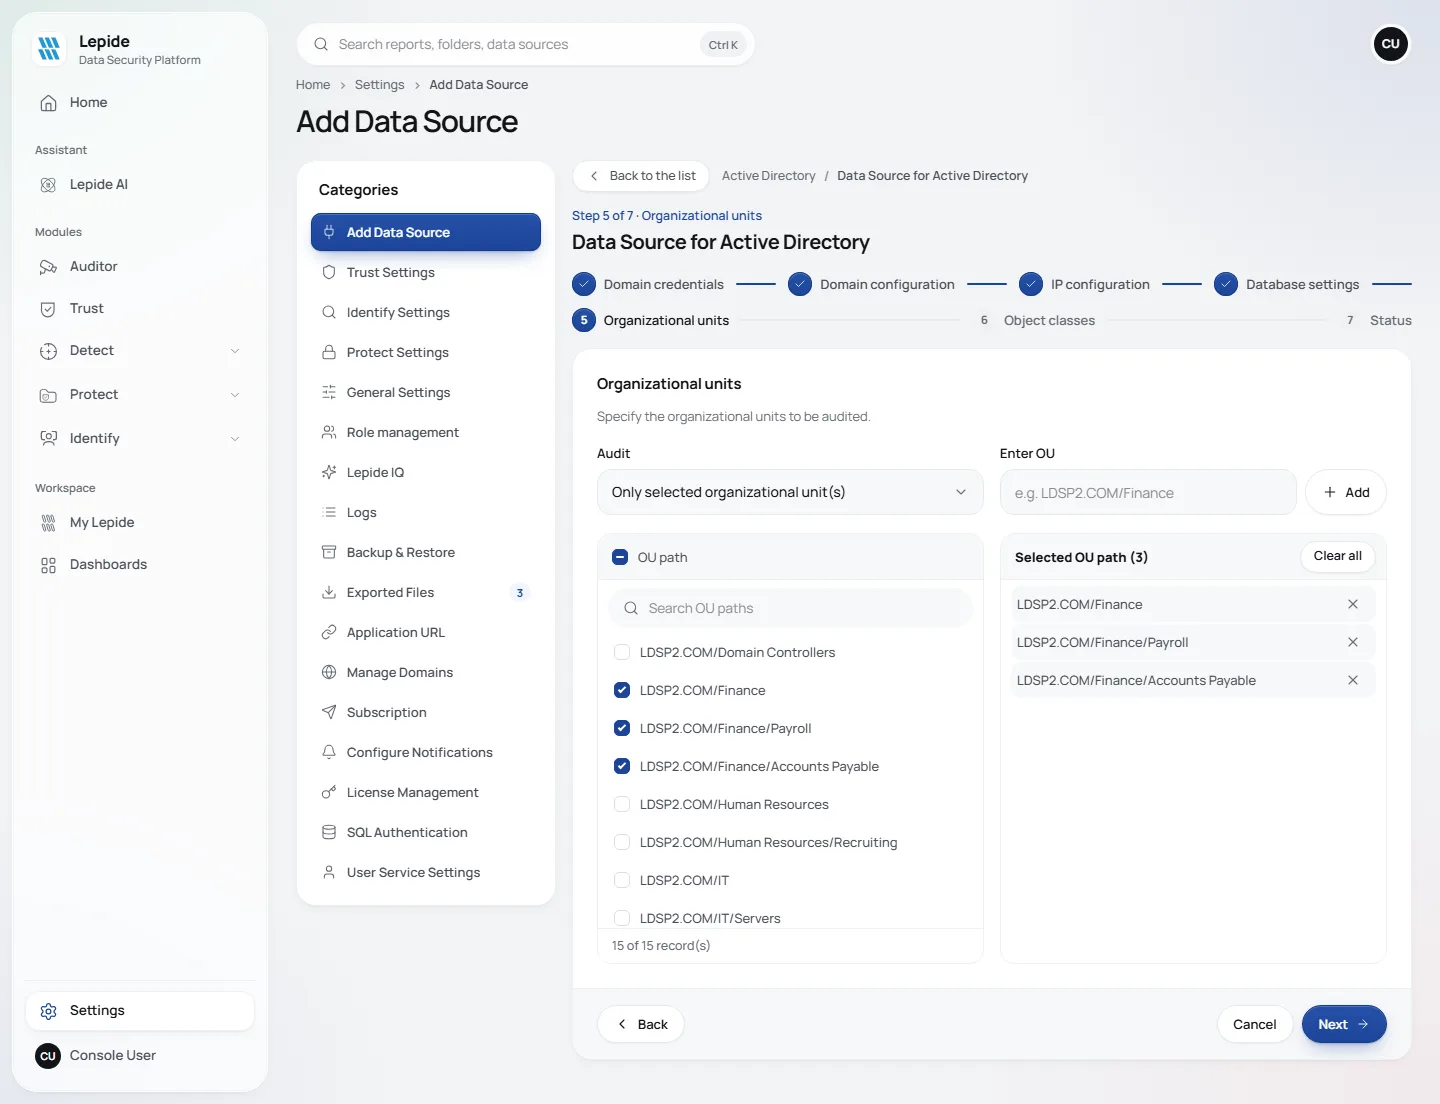 Lepide
Data Security Platform
Home
Assistant
Lepide AI
Modules
Auditor
Trust
Detect
Protect
Identify
Workspace
My Lepide
Dashboards
Settings
CU
Console User
Search reports, folders, data sources
Ctrl K
CU
Home > Settings > Add Data Source
Add Data Source
Categories
Add Data Source
Trust Settings
Identify Settings
Protect Settings
General Settings
Role management
Lepide IQ
Logs
Backup & Restore
Exported Files 3
Application URL
Manage Domains
Subscription
Configure Notifications
License Management
SQL Authentication
User Service Settings
Back to the list
Active Directory / Data Source for Active Directory
Step 5 of 7 · Organizational units
Data Source for Active Directory
Domain credentials
Domain configuration
IP configuration
Database settings
5 Organizational units
6 Object classes
7 Status
Organizational units
Specify the organizational units to be audited.
Audit
Only selected organizational unit(s)
Enter OU
e.g. LDSP2.COM/Finance
Add
OU path
Search OU paths
LDSP2.COM/Domain Controllers
LDSP2.COM/Finance
LDSP2.COM/Finance/Payroll
LDSP2.COM/Finance/Accounts Payable
LDSP2.COM/Human Resources
LDSP2.COM/Human Resources/Recruiting
LDSP2.COM/IT
LDSP2.COM/IT/Servers
15 of 15 record(s)
Selected OU path (3)
Clear all
LDSP2.COM/Finance
LDSP2.COM/Finance/Payroll
LDSP2.COM/Finance/Accounts Payable
Back
Cancel
Next